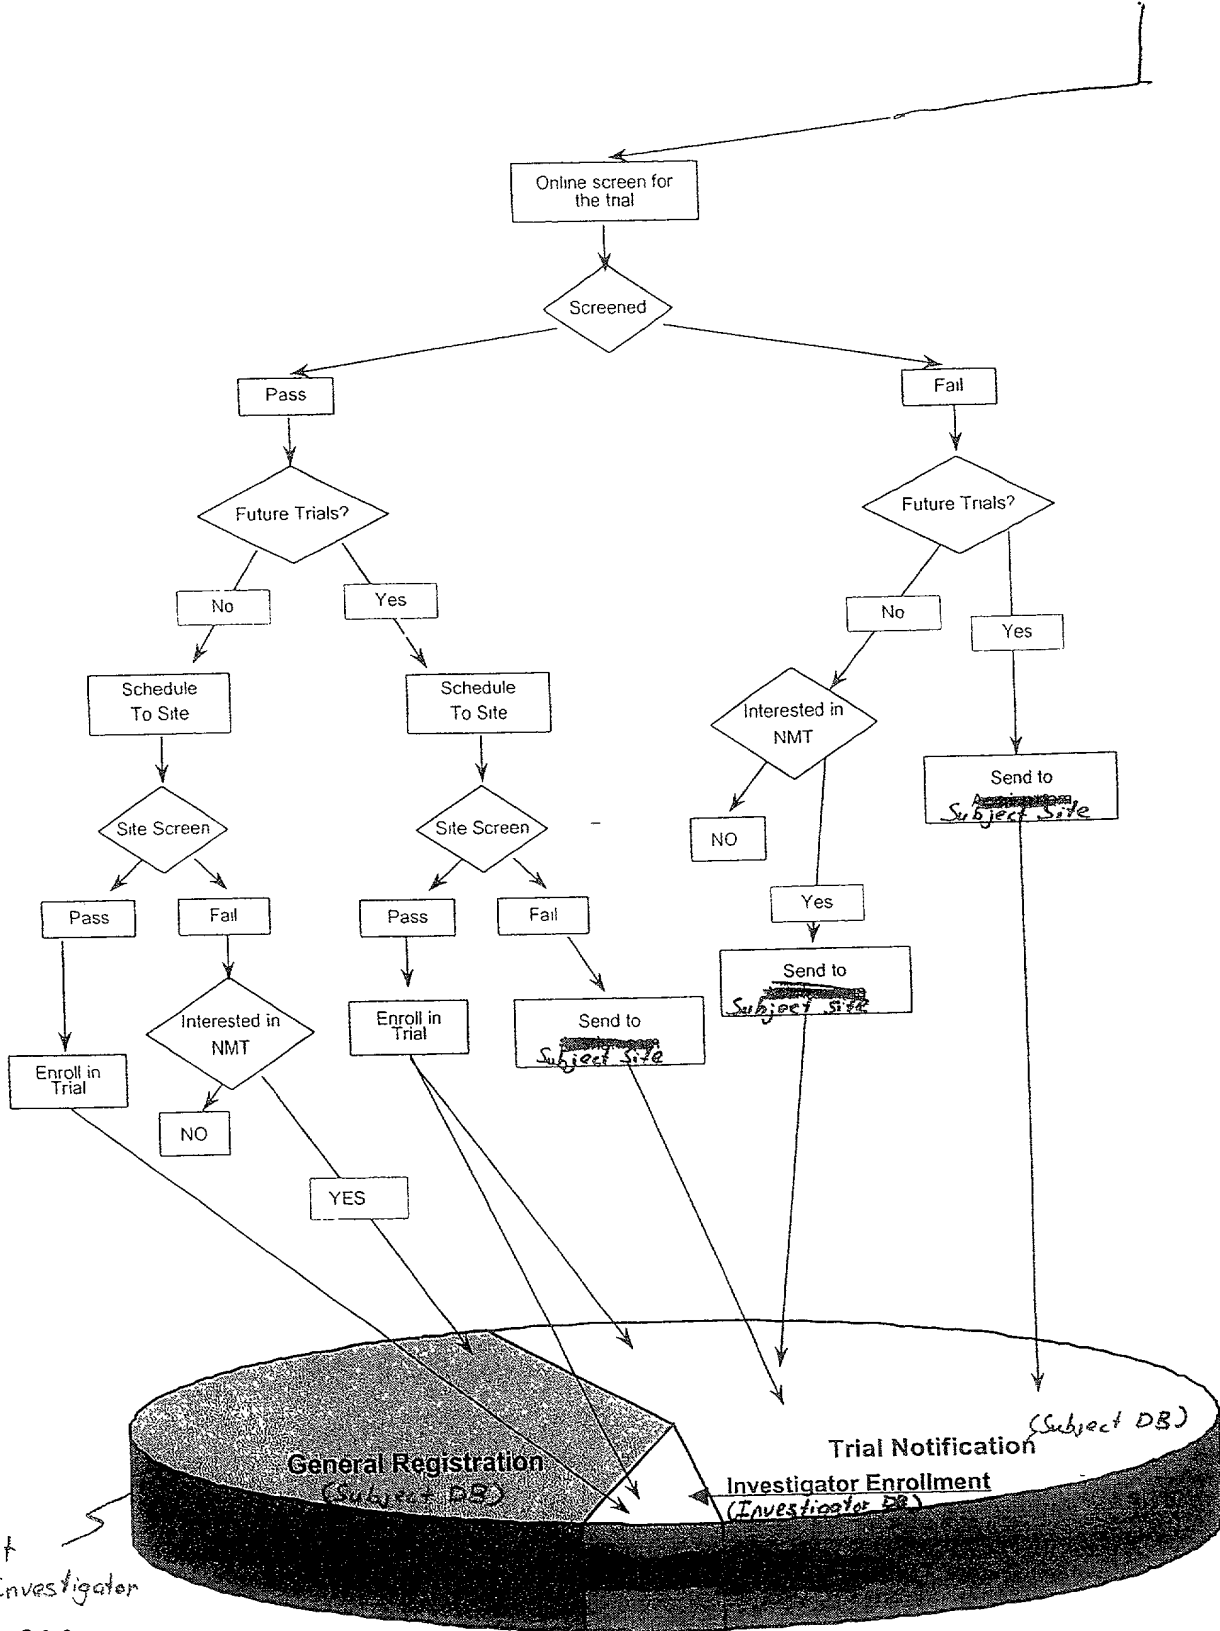 Online screen for
the trial
Screened
Pass
Fail
Future Trials?
Future Trials?
No
Yes
No
Yes
Schedule
To Site
Schedule
To Site
Interested in
NMT
Send to
Subject Site
Site Screen
Site Screen
NO
Pass
Fail
Pass
Fail
Yes
Send to
Subject Site
Interested in
NMT
Enroll in
Trial
Send to
Subject Site
Enroll in
Trial
NO
YES
(Subject DB)
Trial Notification
General Registration
(Subject DB)
Investigator Enrollment
(Investigator DB)
Investigator